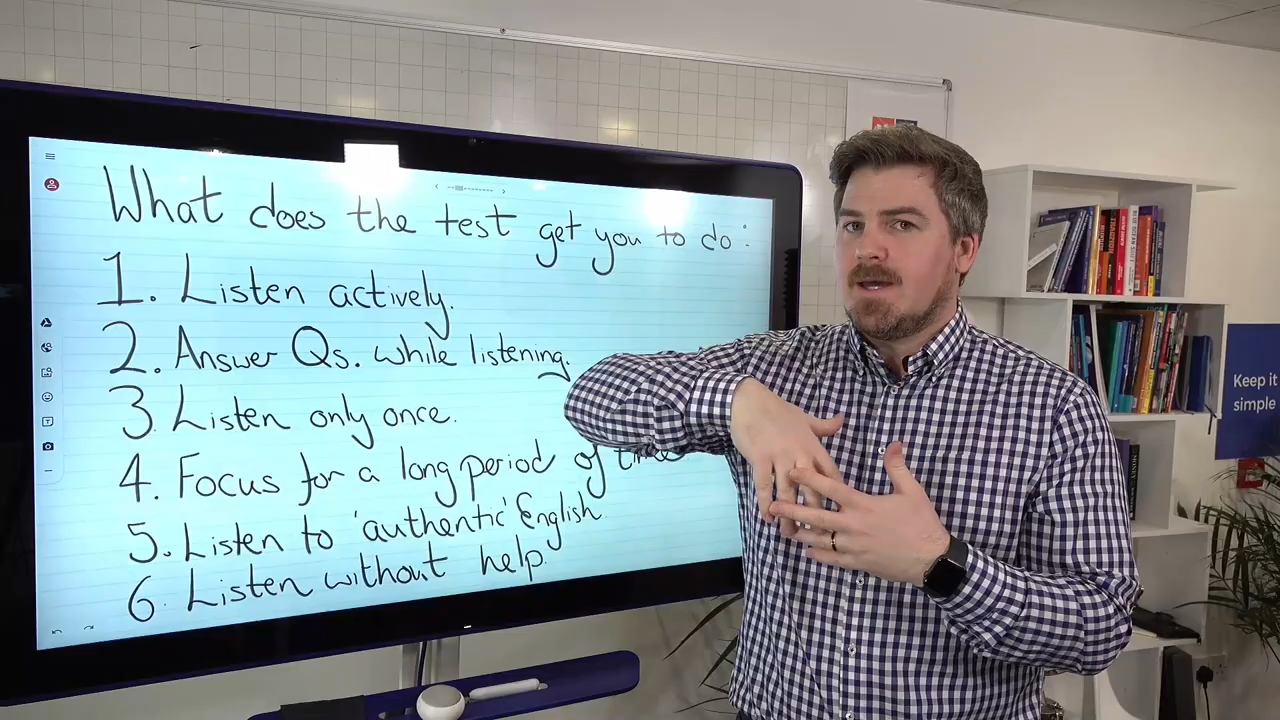 What does the test get you to do:
1. Listen actively.
2. Answer Qs. while listening.
3. Listen only once.
4. Focus for a long period of time
5. Listen to 'authentic' English.
6. Listen without help.
Keep it
simple